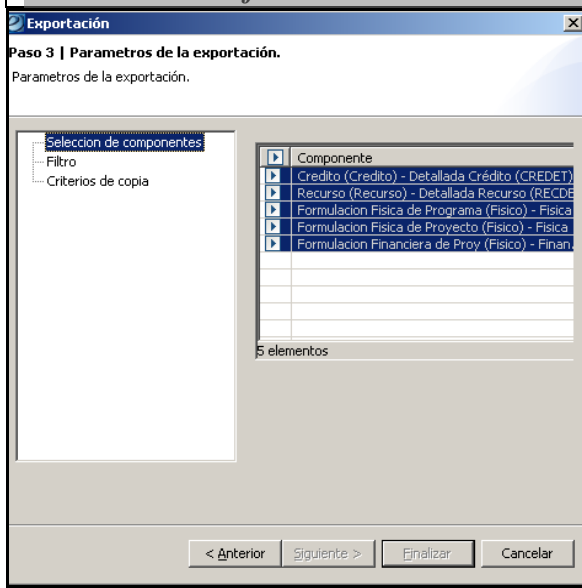 Exportación
Paso 3 | Parametros de la exportación.
Parametros de la exportación.
Seleccion de componentes
Filtro
Criterios de copia
Componente
Credito (Credito) - Detallada Crédito (CREDET)
Recurso (Recurso) - Detallada Recurso (RECDE
Formulacion Fisica de Programa (Fisico) - Fisica
Formulacion Fisica de Proyecto (Fisico) - Fisica
Formulacion Financiera de Proy (Fisico) - Finan.
5 elementos
< Anterior
Siguiente >
Finalizar
Cancelar